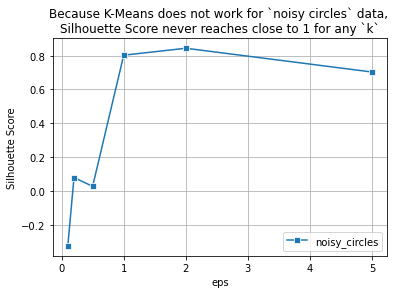 Because K-Means does not work for `noisy circles` data,
Silhouette Score never reaches close to 1 for any `k`
0.8
0.6
0.4
0.2
0.0
−0.2
Silhouette Score
noisy_circles
0 1 2 3 4 5
eps